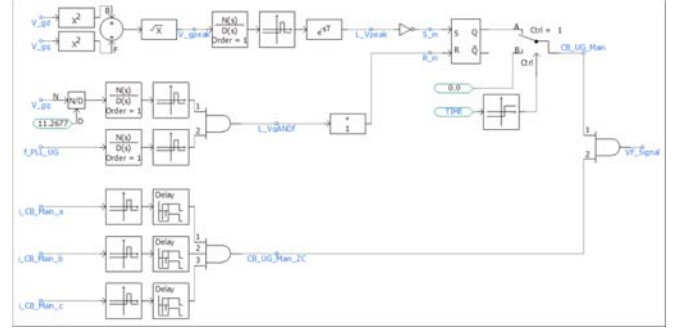 V_gd
X²
B
+
+
F
√X
V_gpeak
N(s)
D(s)
Order = 1
e^sT
L_Vpeak
S_in
S
Q
R
Q̄
R_in
A
Ctrl = 1
B
Ctrl
CB_UG_Man
V_gq
X²
0.0
TIME
V_gq
N
N/D
D
11.2677
N(s)
D(s)
Order = 1
1
2
L_VqANDf
*
1
f_PLL_UG
N(s)
D(s)
Order = 1
1
2
VF_Signal
i_CB_Man_a
Delay
T
i_CB_Man_b
Delay
T
1
2
3
CB_UG_Man_ZC
i_CB_Man_c
Delay
T